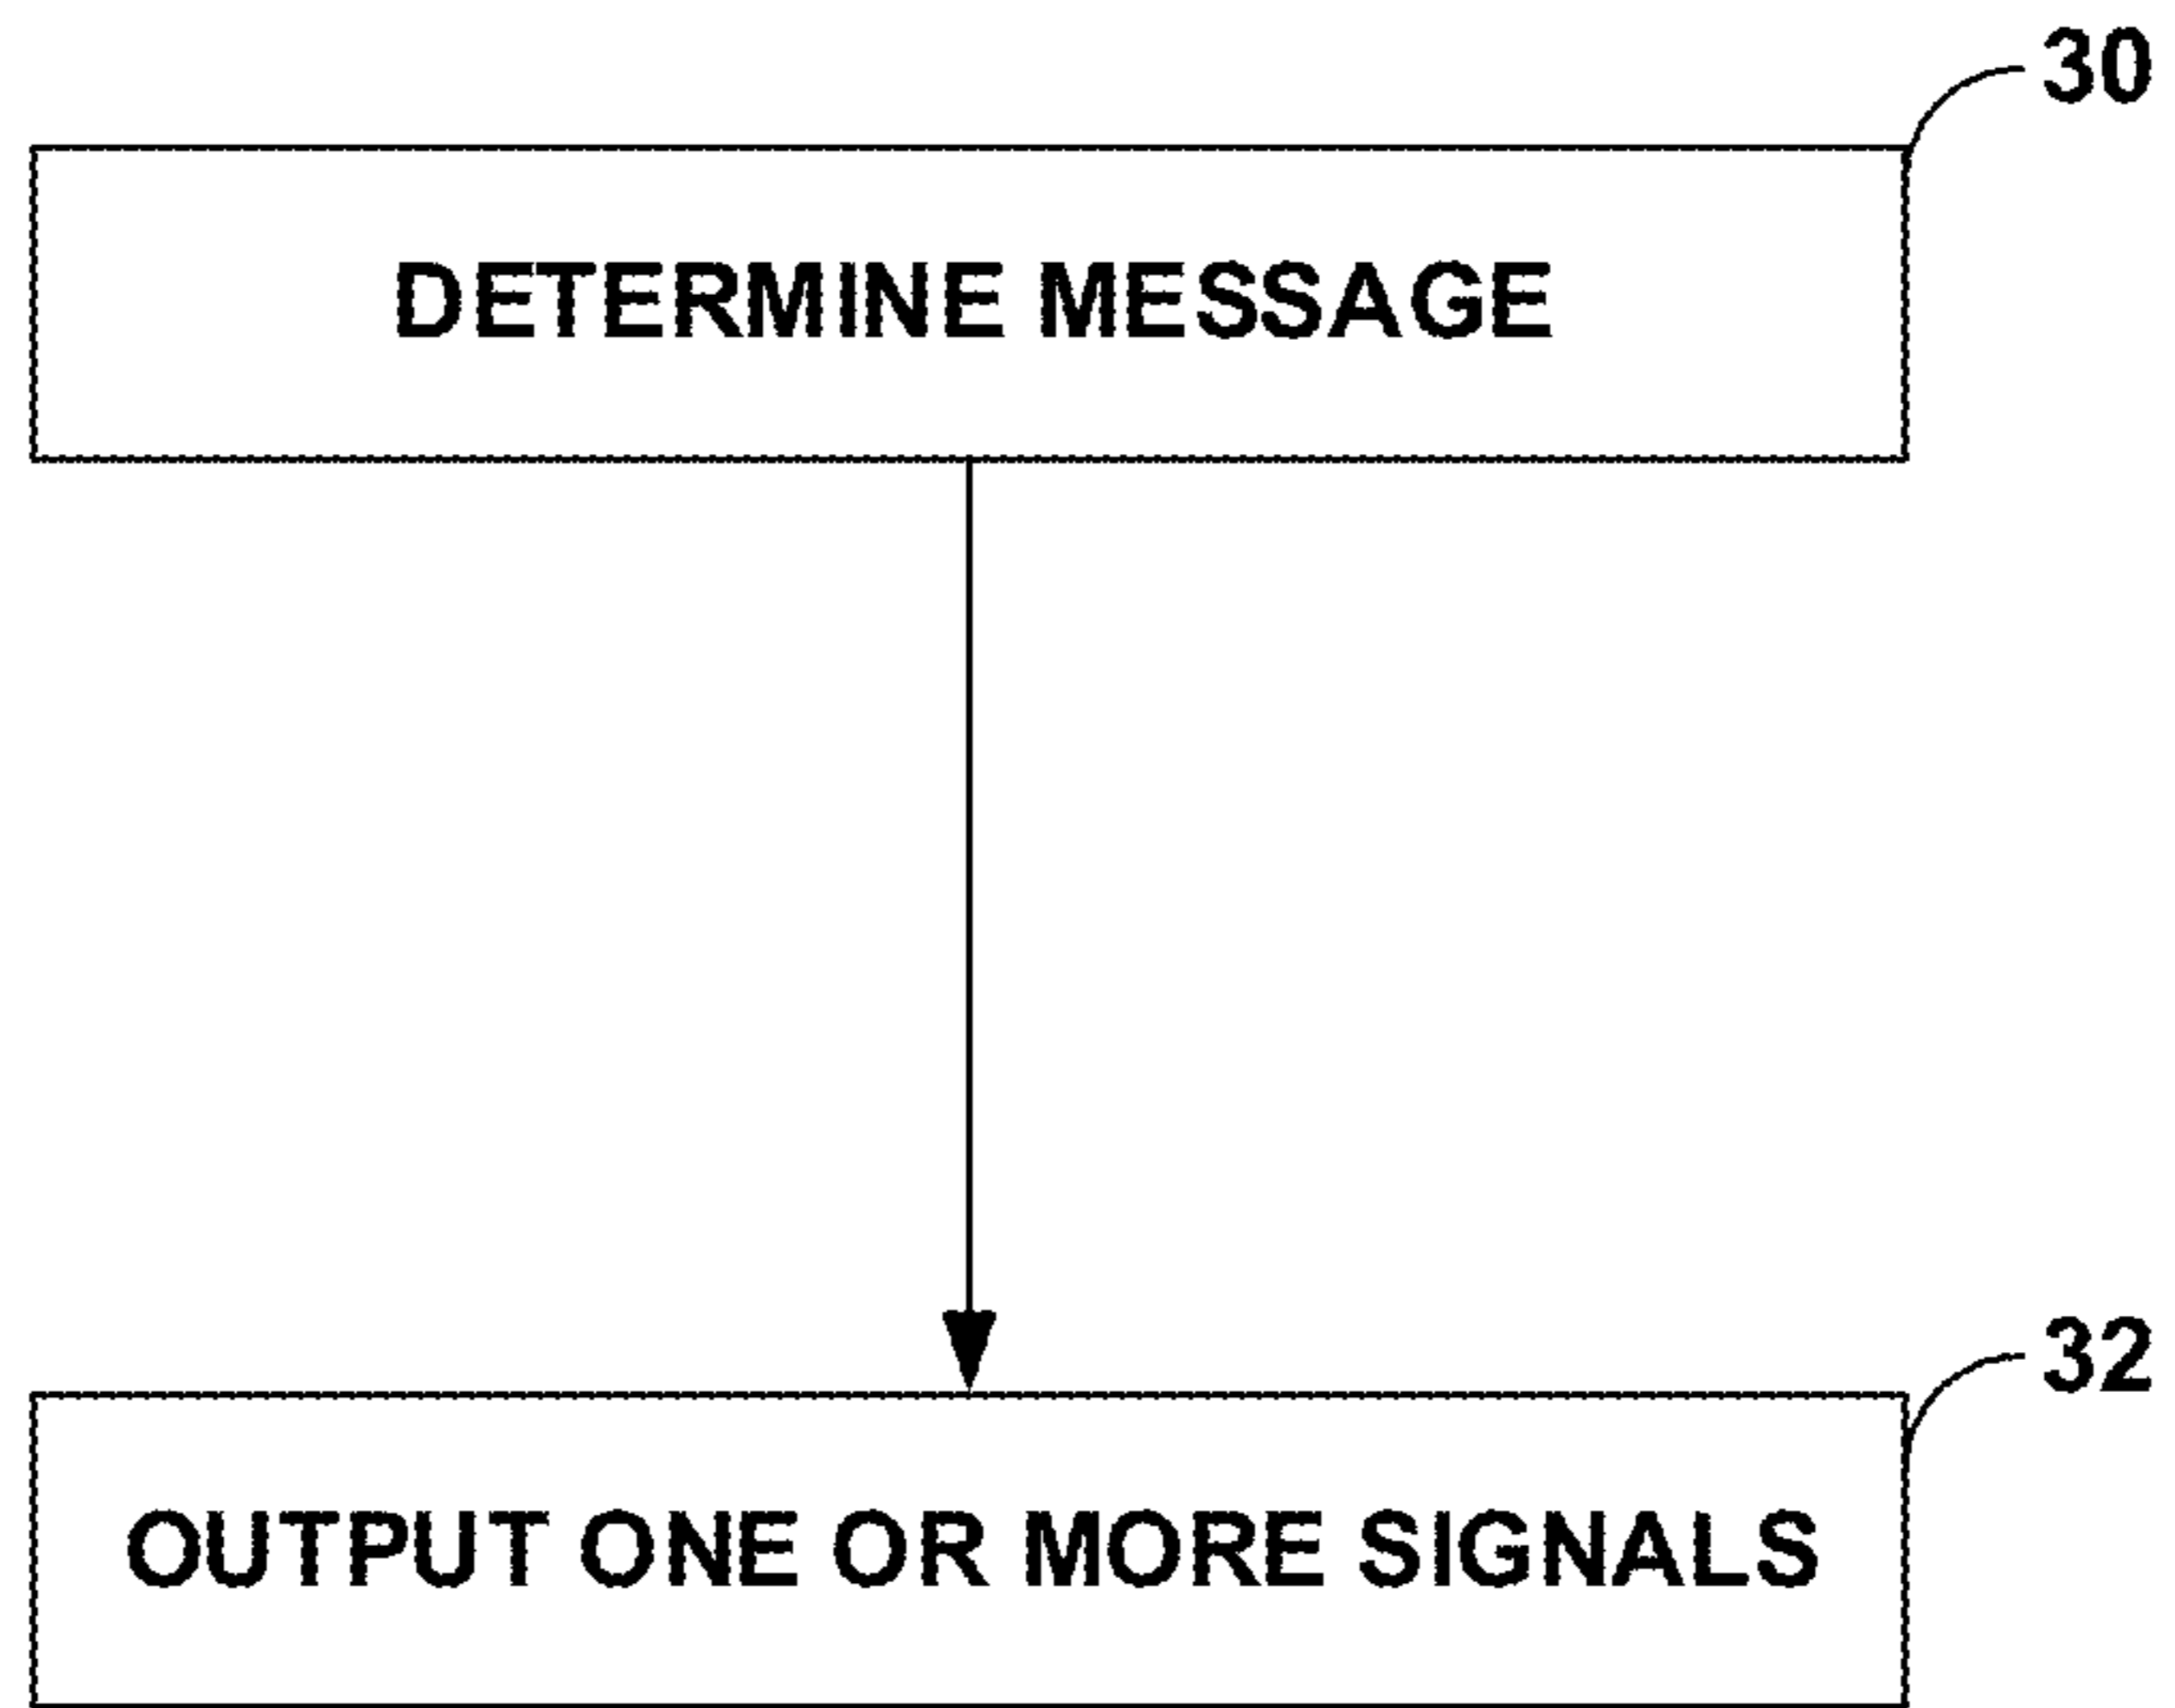 30
DETERMINE MESSAGE
32
OUTPUT ONE OR MORE SIGNALS